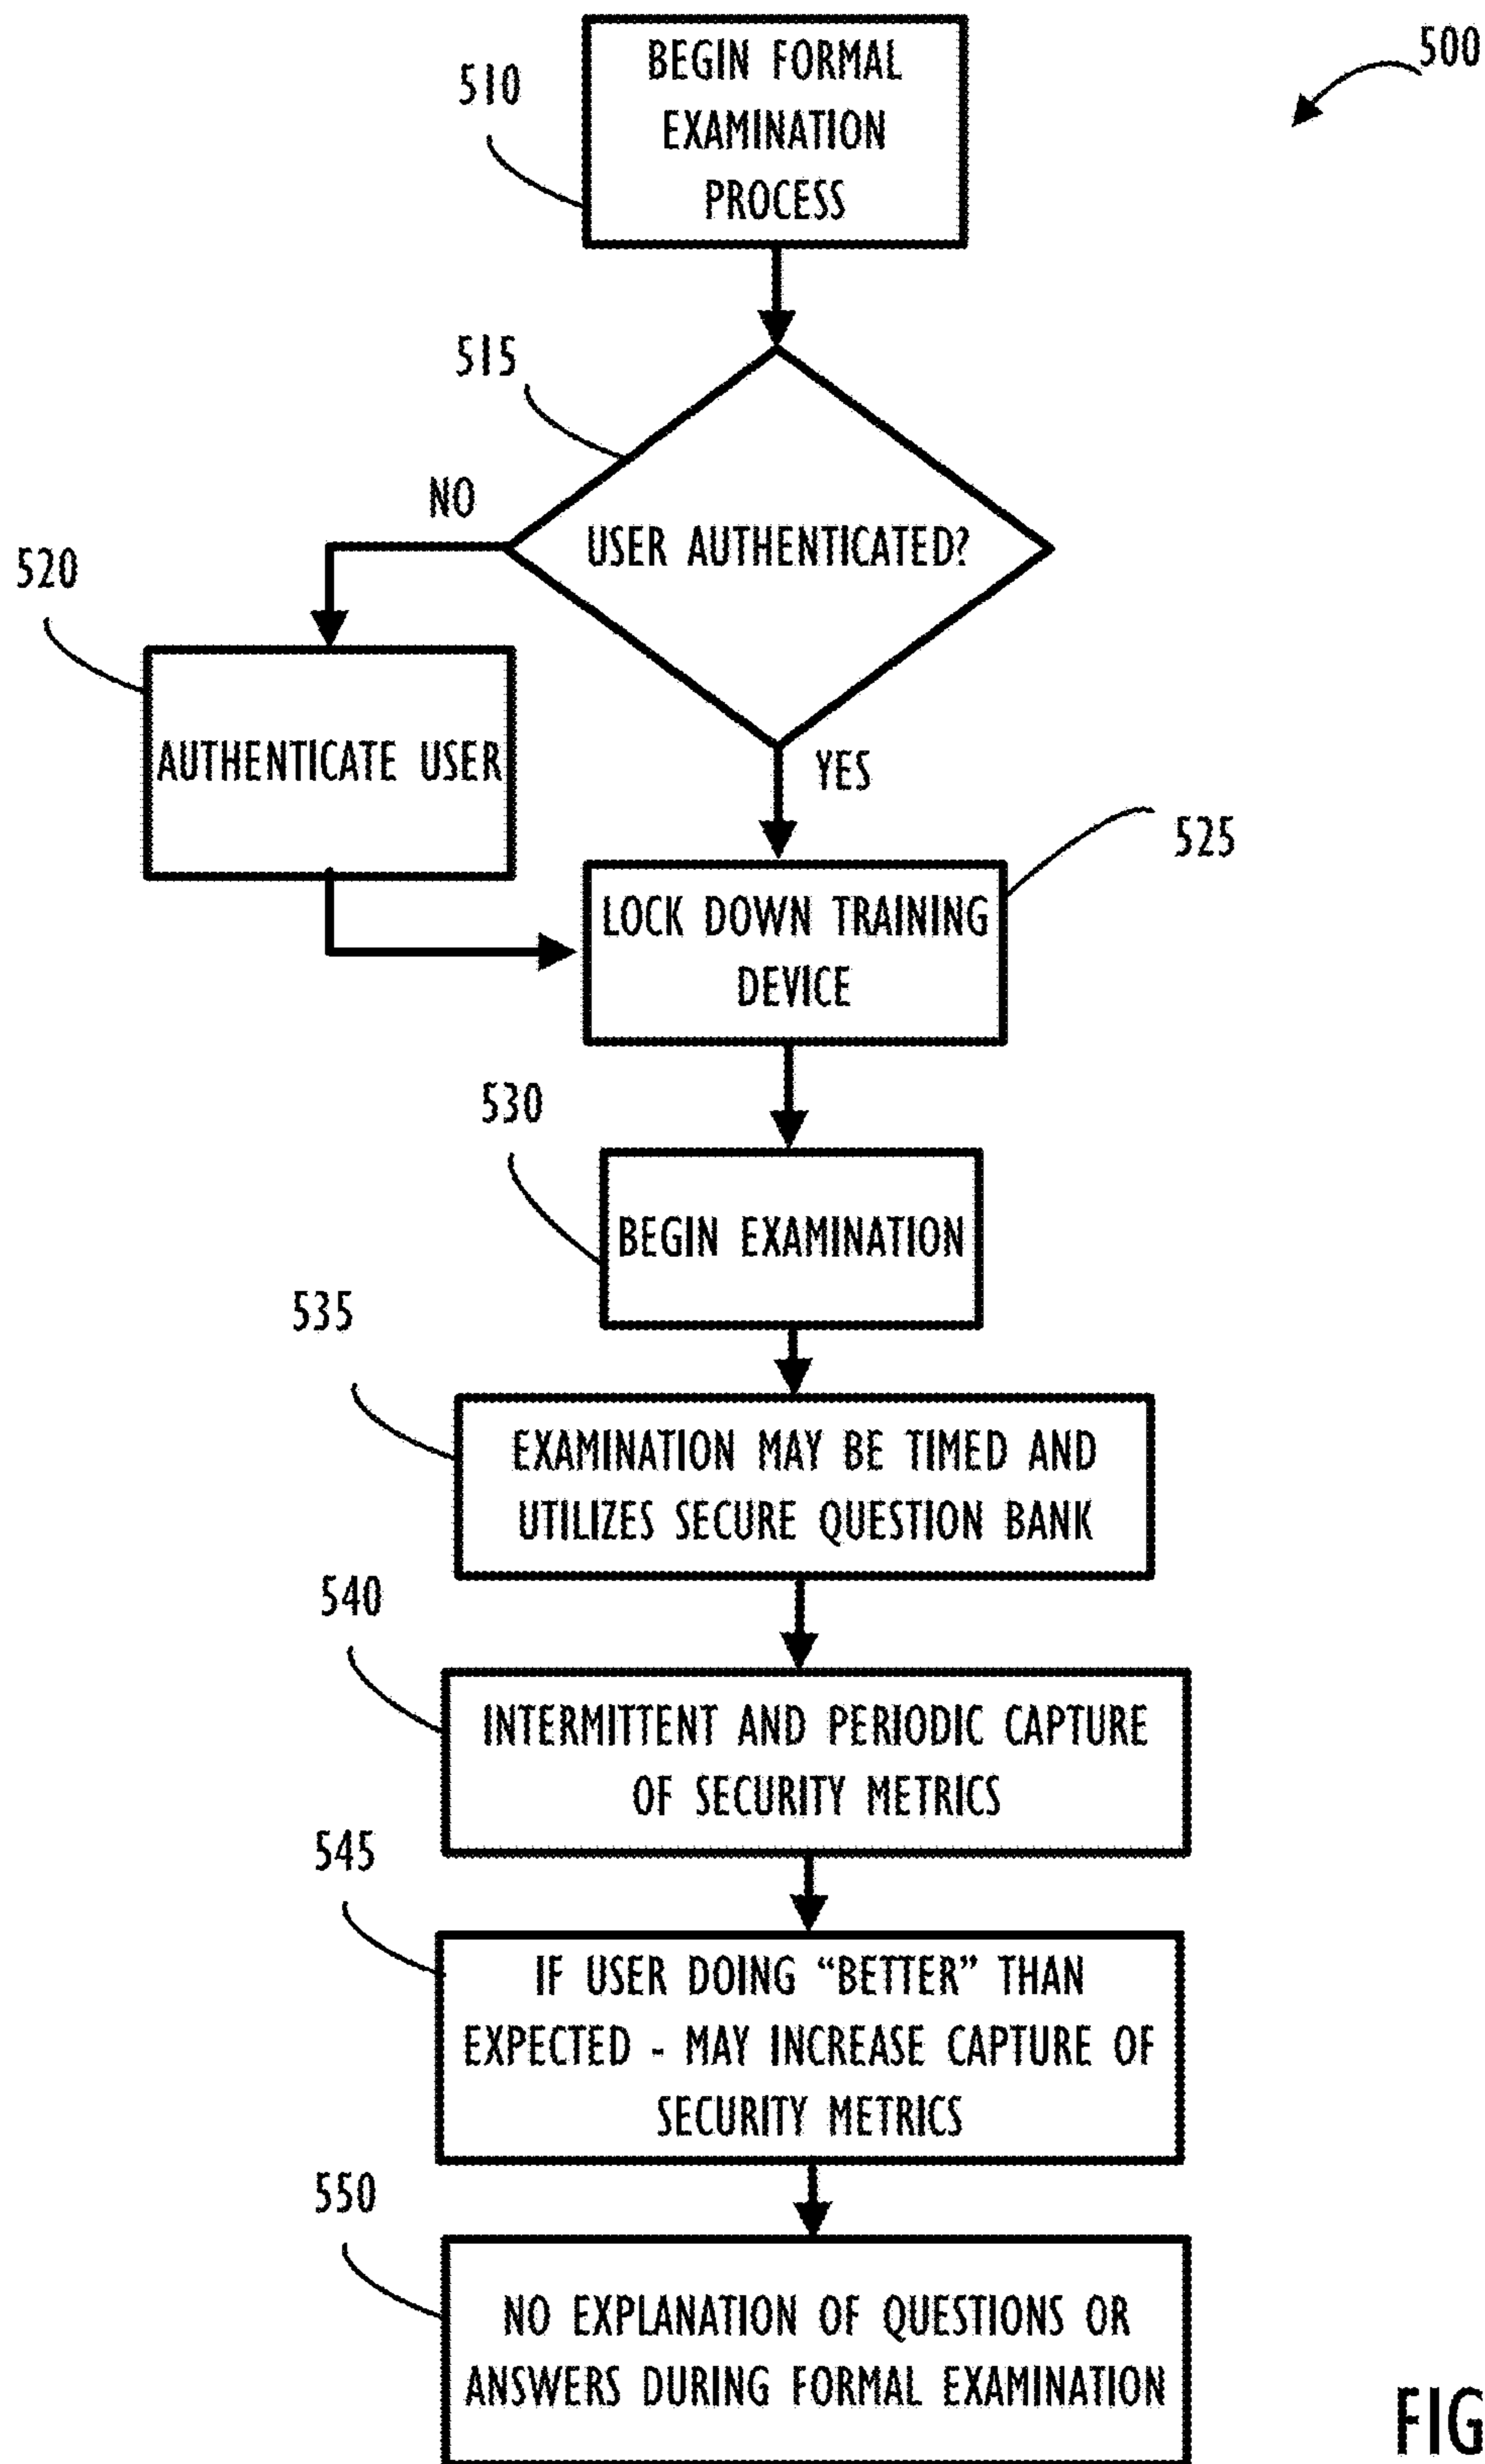 500
510
BEGIN FORMAL
EXAMINATION
PROCESS
515
USER AUTHENTICATED?
NO
YES
520
AUTHENTICATE USER
525
LOCK DOWN TRAINING
DEVICE
530
BEGIN EXAMINATION
535
EXAMINATION MAY BE TIMED AND
UTILIZES SECURE QUESTION BANK
540
INTERMITTENT AND PERIODIC CAPTURE
OF SECURITY METRICS
545
IF USER DOING “BETTER” THAN
EXPECTED - MAY INCREASE CAPTURE OF
SECURITY METRICS
550
NO EXPLANATION OF QUESTIONS OR
ANSWERS DURING FORMAL EXAMINATION
FIG